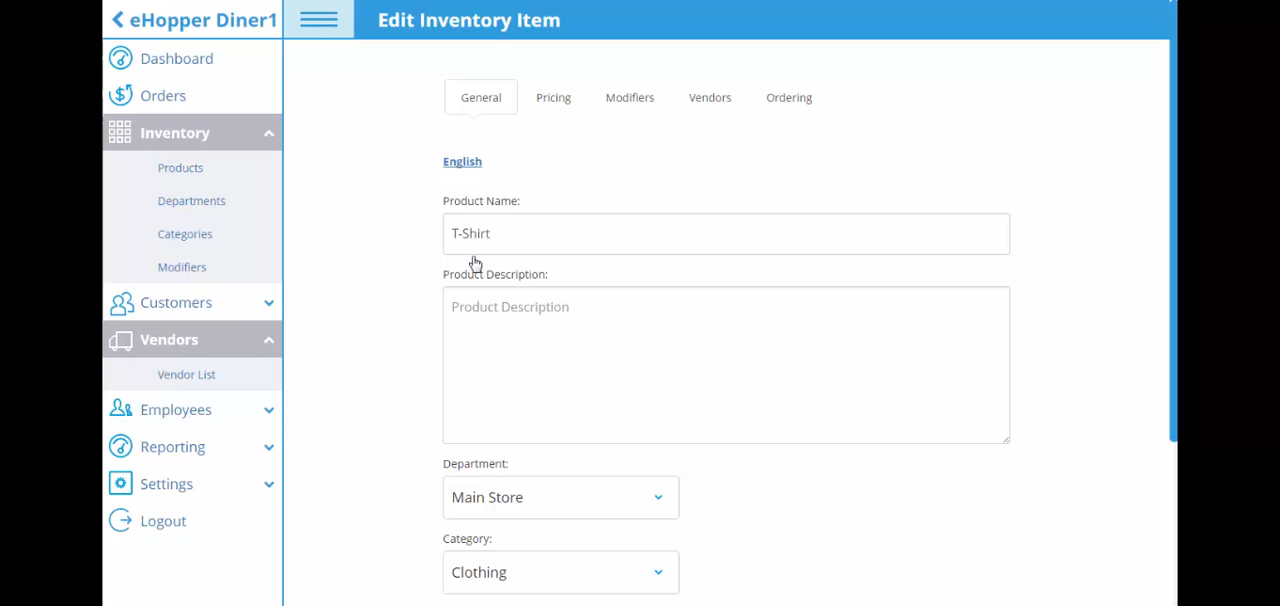 eHopper Diner1
Edit Inventory Item
Dashboard
Orders
Inventory
Products
Departments
Categories
Modifiers
Customers
Vendors
Vendor List
Employees
Reporting
Settings
Logout
General Pricing Modifiers Vendors Ordering
English
Product Name:
T-Shirt
Product Description:
Product Description
Department:
Main Store
Category:
Clothing